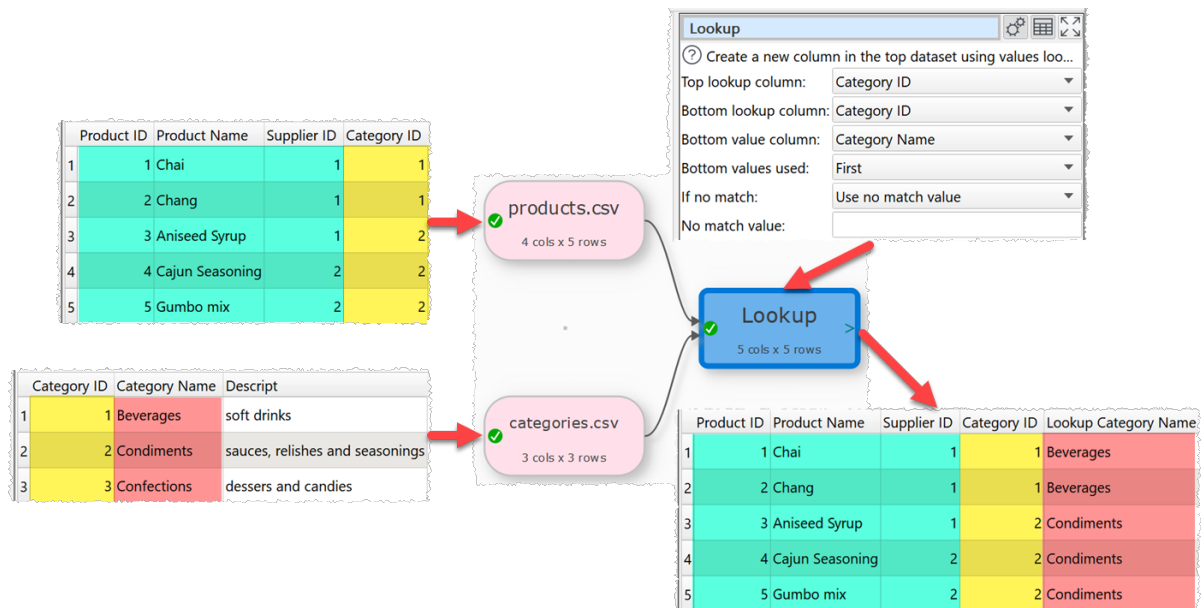 Lookup
Create a new column in the top dataset using values loo...
Top lookup column: Category ID
Bottom lookup column: Category ID
Bottom value column: Category Name
Bottom values used: First
If no match: Use no match value
No match value:
Product ID Product Name Supplier ID Category ID
1 1 Chai 1 1
2 2 Chang 1 1
3 3 Aniseed Syrup 1 2
4 4 Cajun Seasoning 2 2
5 5 Gumbo mix 2 2
products.csv
4 cols x 5 rows
Lookup
5 cols x 5 rows
Category ID Category Name Descript
1 1 Beverages soft drinks
2 2 Condiments sauces, relishes and seasonings
3 3 Confections dessers and candies
categories.csv
3 cols x 3 rows
Product ID Product Name Supplier ID Category ID Lookup Category Name
1 1 Chai 1 1 Beverages
2 2 Chang 1 1 Beverages
3 3 Aniseed Syrup 1 2 Condiments
4 4 Cajun Seasoning 2 2 Condiments
5 5 Gumbo mix 2 2 Condiments